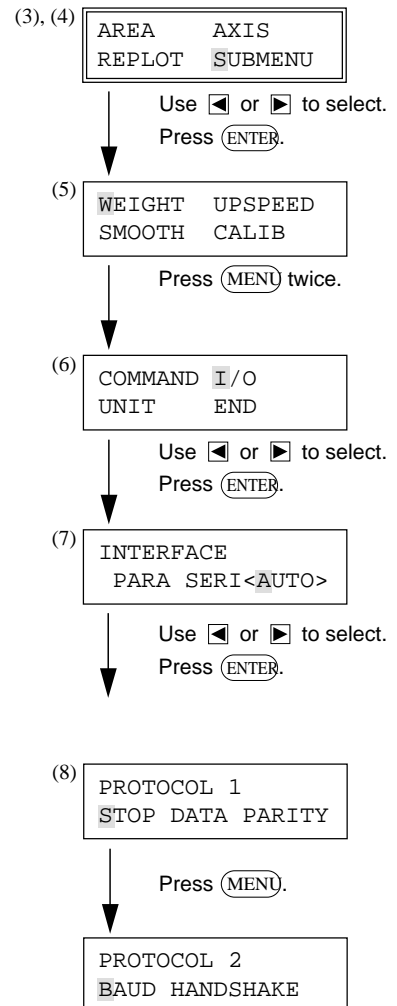 (3), (4)
AREA AXIS
REPLOT SUBMENU
Use ◀ or ▶ to select.
Press ENTER.
(5)
WEIGHT UPSPEED
SMOOTH CALIB
Press MENU twice.
(6)
COMMAND I/O
UNIT END
Use ◀ or ▶ to select.
Press ENTER.
(7)
INTERFACE
PARA SERI<AUTO>
Use ◀ or ▶ to select.
Press ENTER.
(8)
PROTOCOL 1
STOP DATA PARITY
Press MENU.
PROTOCOL 2
BAUD HANDSHAKE